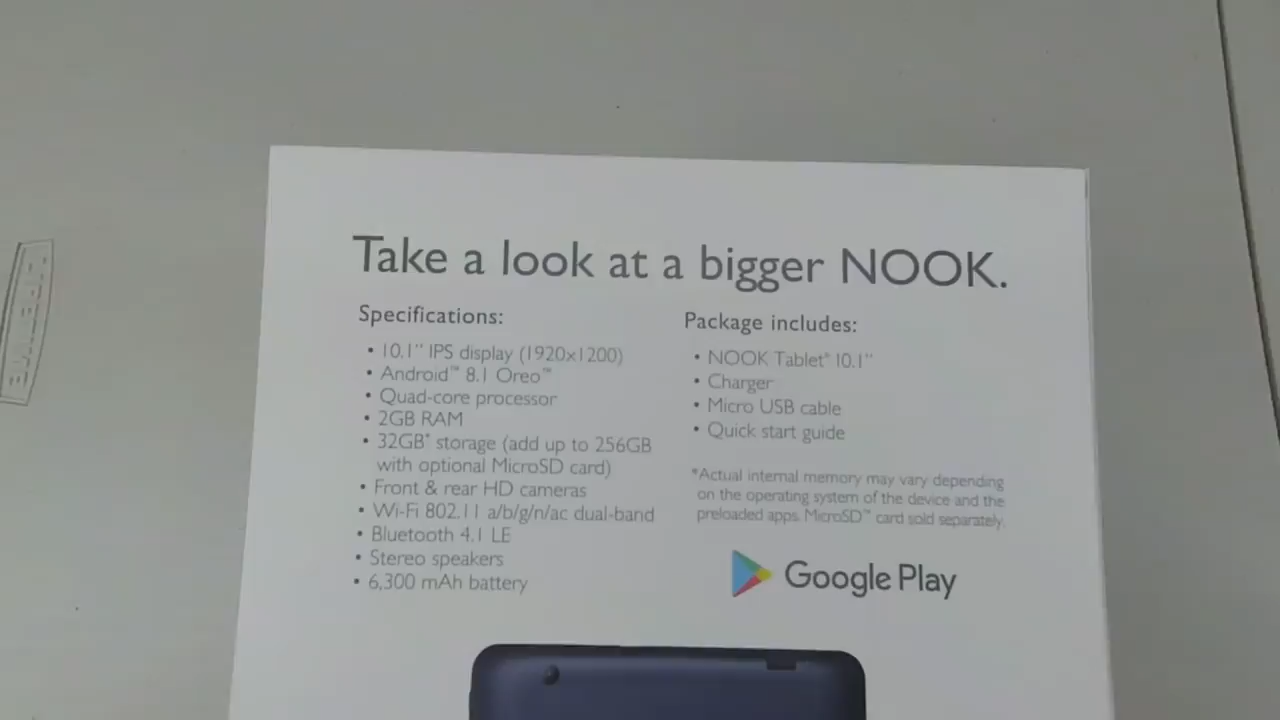 Take a look at a bigger NOOK.
Specifications:
• 10.1" IPS display (1920x1200)
• Android™ 8.1 Oreo™
• Quad-core processor
• 2GB RAM
• 32GB* storage (add up to 256GB
with optional MicroSD card)
• Front & rear HD cameras
• Wi-Fi 802.11 a/b/g/n/ac dual-band
• Bluetooth 4.1 LE
• Stereo speakers
• 6,300 mAh battery
Package includes:
• NOOK Tablet® 10.1"
• Charger
• Micro USB cable
• Quick start guide
*Actual internal memory may vary depending
on the operating system of the device and the
preloaded apps. MicroSD™ card sold separately.
Google Play